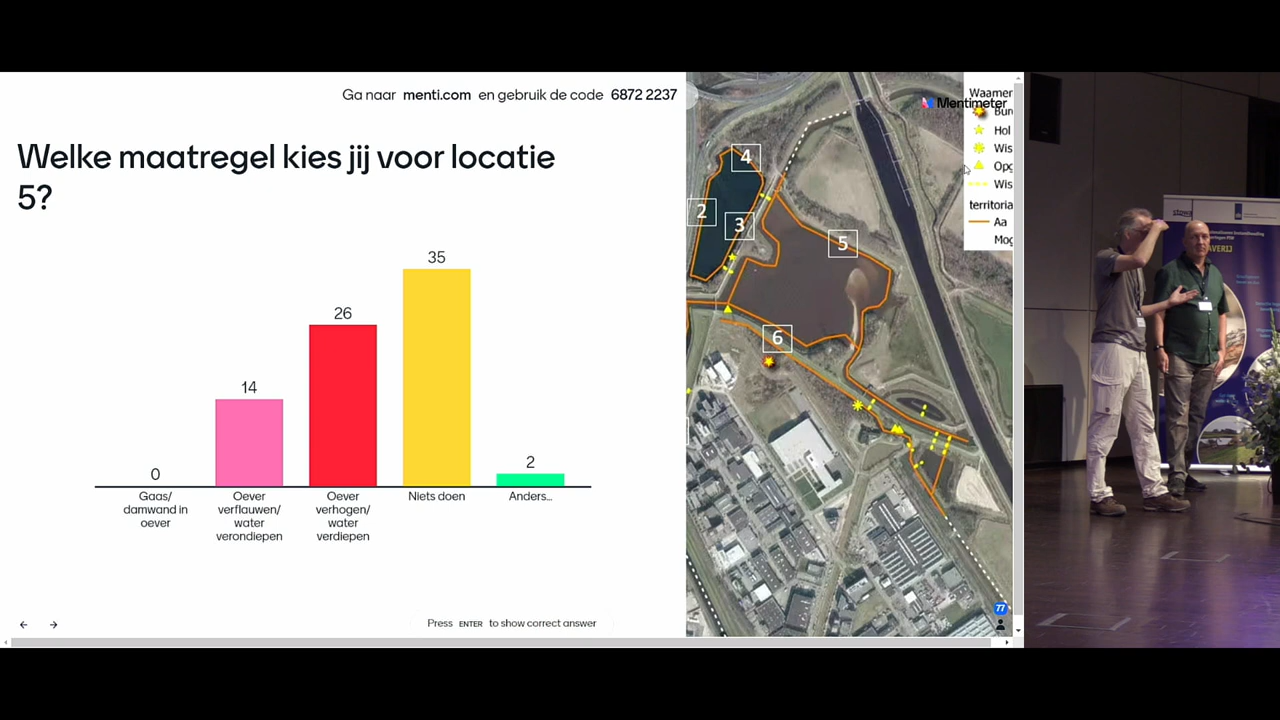 Ga naar menti.com en gebruik de code 6872 2237
Welke maatregel kies jij voor locatie
5?
0
14
26
35
2
Gaas/
damwand in
oever
Oever
verflauwen/
water
verondiepen
Oever
verhogen/
water
verdiepen
Niets doen
Anders...
Press ENTER to show correct answer
4
2
3
5
6
Waarner
Mentimeter
Bur
Hol
Wis
Opg
Wis
territoria
Aa
Mog
77
AVERIJ